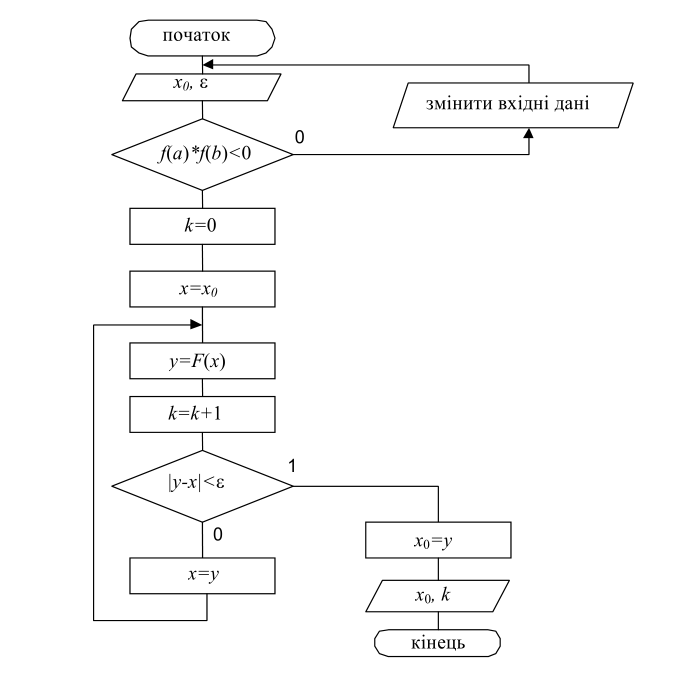 початок
x₀, ε
змінити вхідні дані
0
f(a)*f(b)<0
k=0
x=x₀
y=F(x)
k=k+1
1
|y-x|<ε
0
x₀=y
x=y
x₀, k
кінець